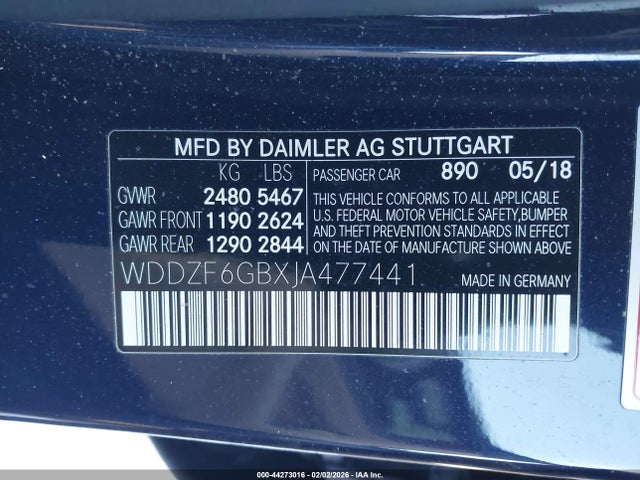 MFD BY DAIMLER AG STUTTGART
KG LBS
GVWR 2480 5467
GAWR FRONT 1190 2624
GAWR REAR 1290 2844
PASSENGER CAR 890 05/18
THIS VEHICLE CONFORMS TO ALL APPLICABLE
U.S. FEDERAL MOTOR VEHICLE SAFETY,BUMPER
AND THEFT PREVENTION STANDARDS IN EFFECT
ON THE DATE OF MANUFACTURE SHOWN ABOVE.
WDDZF6GBXJA477441 MADE IN GERMANY
000-44273016 - 02/02/2026 - IAA Inc.